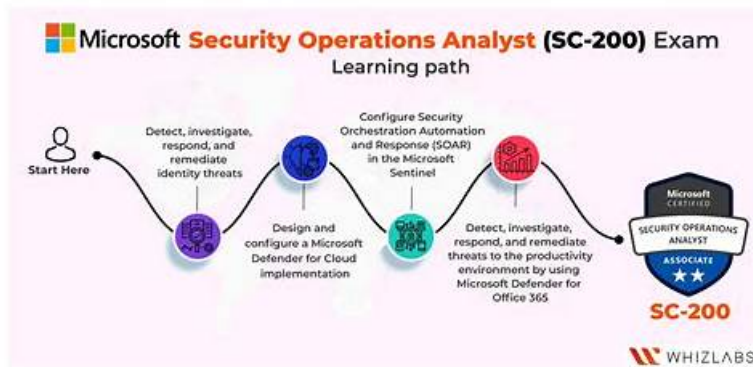 Microsoft Security Operations Analyst (SC-200) Exam
Learning path
Start Here
Detect, investigate,
respond, and
remediate
identity threats
Design and
configure a Microsoft
Defender for Cloud
implementation
Configure Security
Orchestration Automation
and Response (SOAR)
in the Microsoft
Sentinel
Detect, investigate,
respond, and remediate
threats to the productivity
environment by using
Microsoft Defender for
Office 365
Microsoft
CERTIFIED
SECURITY OPERATIONS
ANALYST
ASSOCIATE
SC-200
WHIZLABS